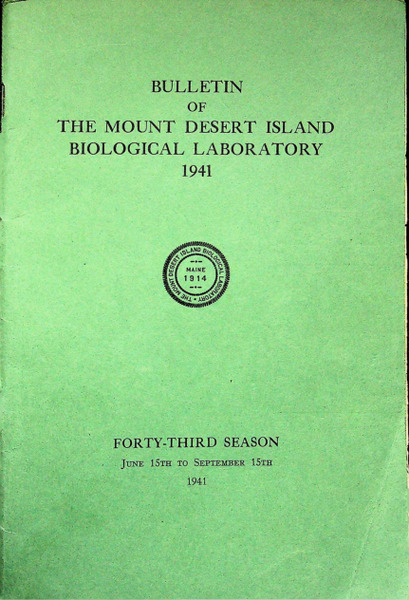 BULLETIN
OF
THE MOUNT DESERT ISLAND
BIOLOGICAL LABORATORY
1941
THE MOUNT DESERT ISLAND BIOLOGICAL LABORATORY
MAINE
1914
FORTY-THIRD SEASON
JUNE 15TH TO SEPTEMBER 15TH
1941